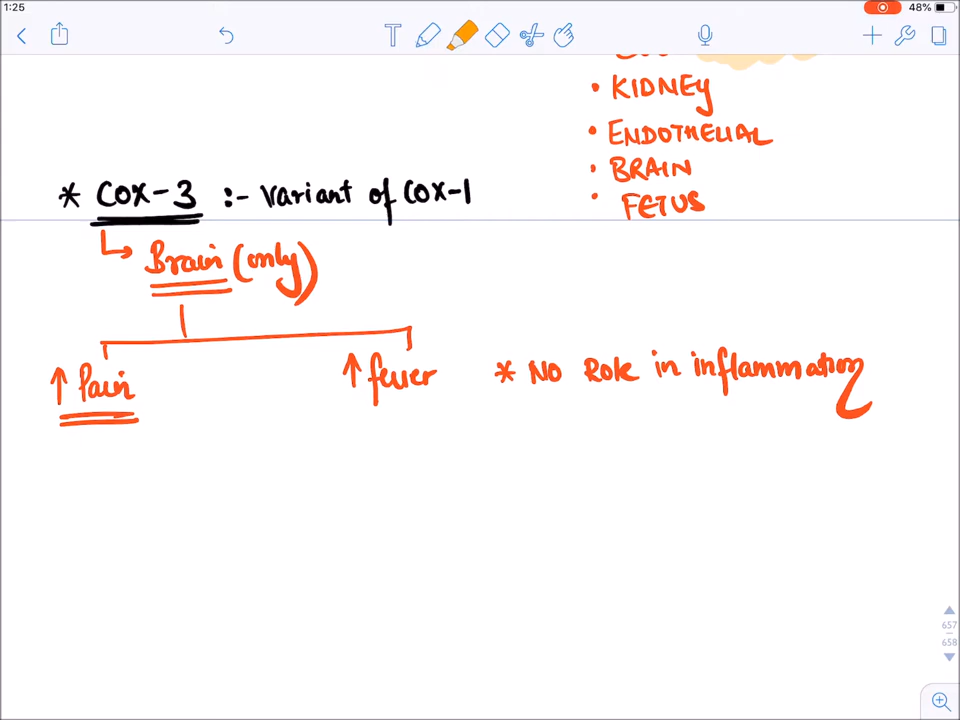 1:25
48%
T
• KIDNEY
• ENDOTHELIAL
• BRAIN
• FETUS
* COX-3 :- Variant of COX-1
Brain (only)
↑ Pain
↑ fever
* NO Role in inflammation
657
658